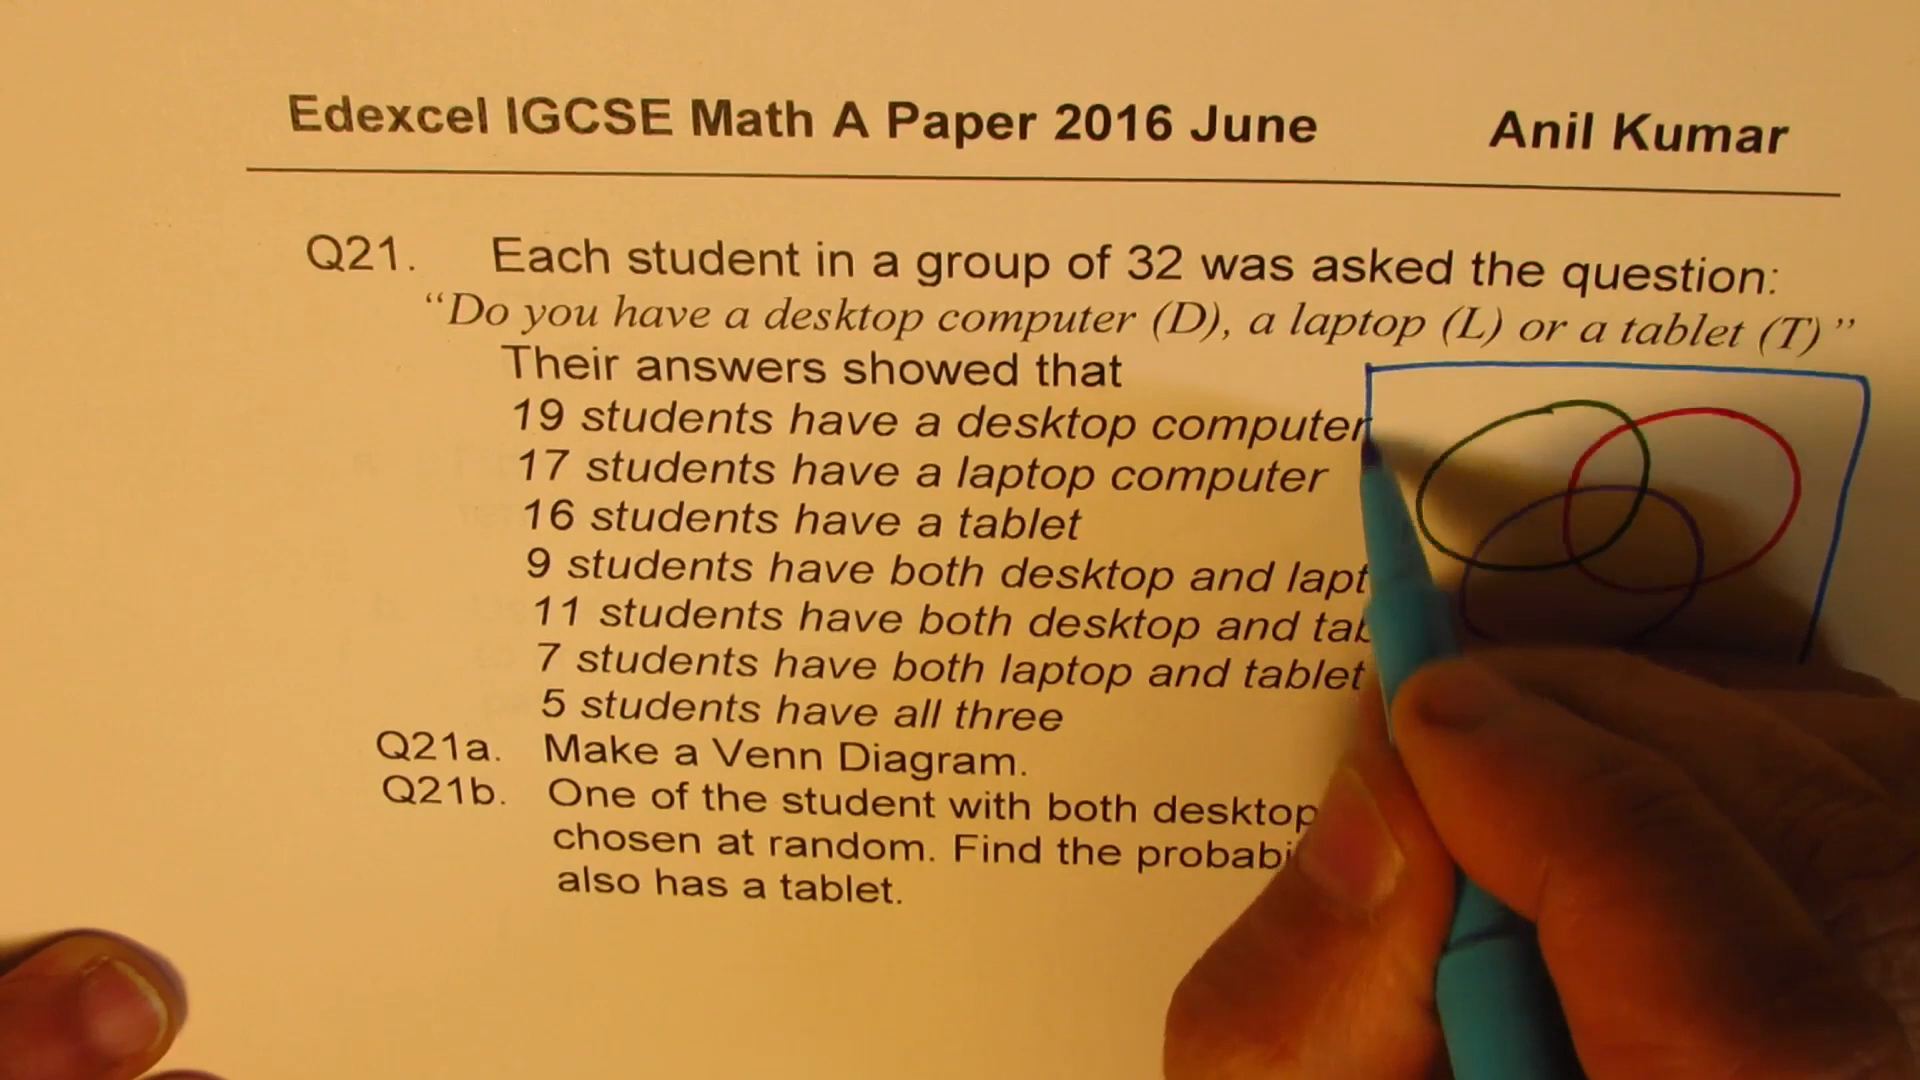 Edexcel IGCSE Math A Paper 2016 June Anil Kumar
Q21. Each student in a group of 32 was asked the question:
“Do you have a desktop computer (D), a laptop (L) or a tablet (T)”
Their answers showed that
19 students have a desktop computer
17 students have a laptop computer
16 students have a tablet
9 students have both desktop and
11 students have both desktop and
7 students have both laptop and tablet
5 students have all three
Q21a. Make a Venn Diagram.
Q21b. One of the student with both desktop
chosen at random. Find the
also has a tablet.